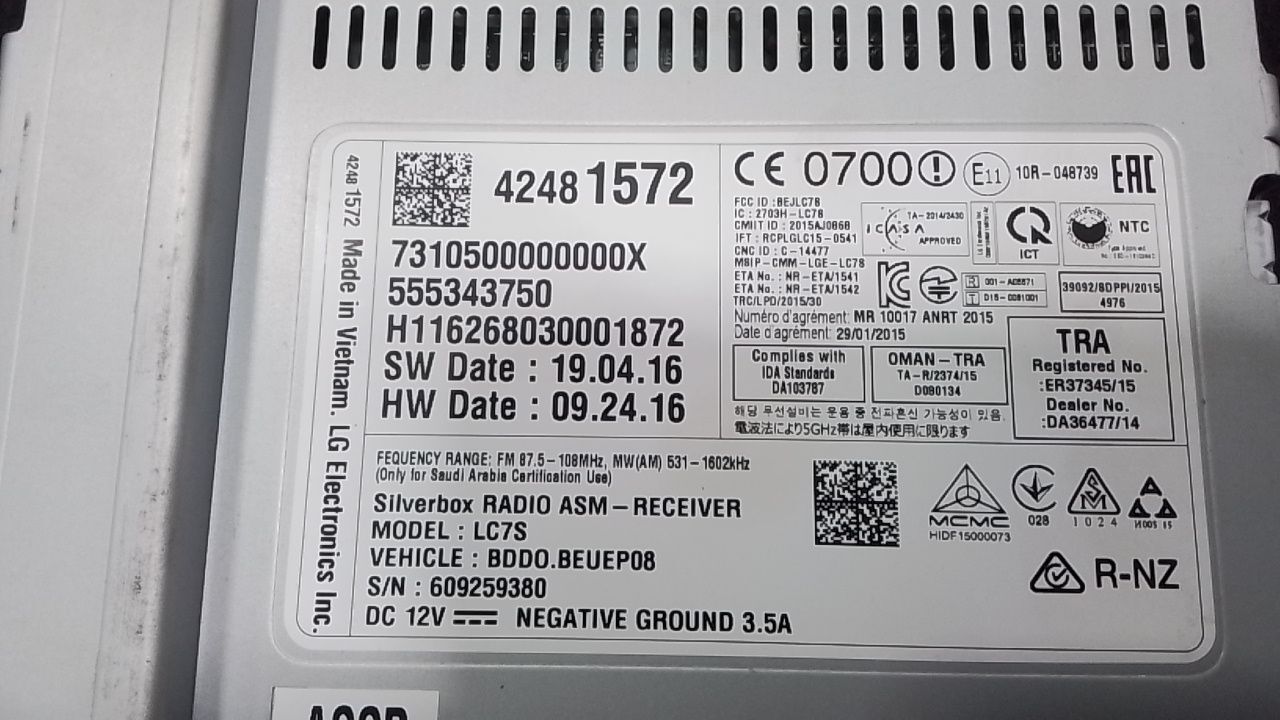 4248 1572 Made in Vietnam. LG Electronics Inc.
4248 1572
7310500000000X
555343750
H116268030001872
SW Date : 19.04.16
HW Date : 09.24.16
CE 0700 E11 10R-048739 EAC
FCC ID : BEJLC7B
IC : 2703H-LC7B
CMIIT ID : 2015AJ0868
IFT : RCPLGLC15-0541
CNC ID : C-14477
MSIP-CMM-LGE-LC7S
ETA No. : NR-ETA/1541
ETA No. : NR-ETA/1542
TRC/LPD/2015/30
Numéro d'agrément: MR 10017 ANRT 2015
Date d'agrément: 29/01/2015
TA-2014/2430
ICASA
APPROVED
ICT
NTC
R 001-A05571
T D15-0081001
39092/SDPPI/2015
4976
Complies with
IDA Standards
DA103787
OMAN-TRA
TA-R/2374/15
D080134
TRA
Registered No.
:ER37345/15
Dealer No.
:DA36477/14
해당 무선설비는 운용 중 전파혼신 가능성이 있음.
電波法により5GHz帯は屋内使用に限ります
FEQUENCY RANGE: FM 87.5-108MHz, MW(AM) 531-1602kHz
(Only for Saudi Arabia Certification Use)
Silverbox RADIO ASM-RECEIVER
MODEL : LC7S
VEHICLE : BDDO.BEUEP08
S/N : 609259380
DC 12V NEGATIVE GROUND 3.5A
MCMC
HIDF15000073
028
1024
И005 15
R-NZ